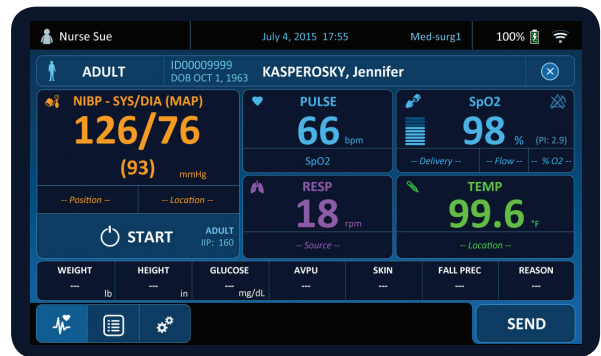 Nurse Sue July 4, 2015 17:55 Med-surg1 100%
ADULT ID00009999 KASPEROSKY, Jennifer
DOB OCT 1, 1963
NIBP - SYS/DIA (MAP)
126/76
(93) mmHg
-- Position -- -- Location --
START ADULT
IIP: 160
PULSE
66 bpm
SpO2
SpO2
98 % (PI: 2.9)
-- Delivery -- -- Flow -- -- % O2 --
RESP
18 rpm
-- Source --
TEMP
99.6 °F
-- Location --
WEIGHT HEIGHT GLUCOSE AVPU SKIN FALL PREC REASON
--- lb --- in --- mg/dL --- --- --- ---
SEND